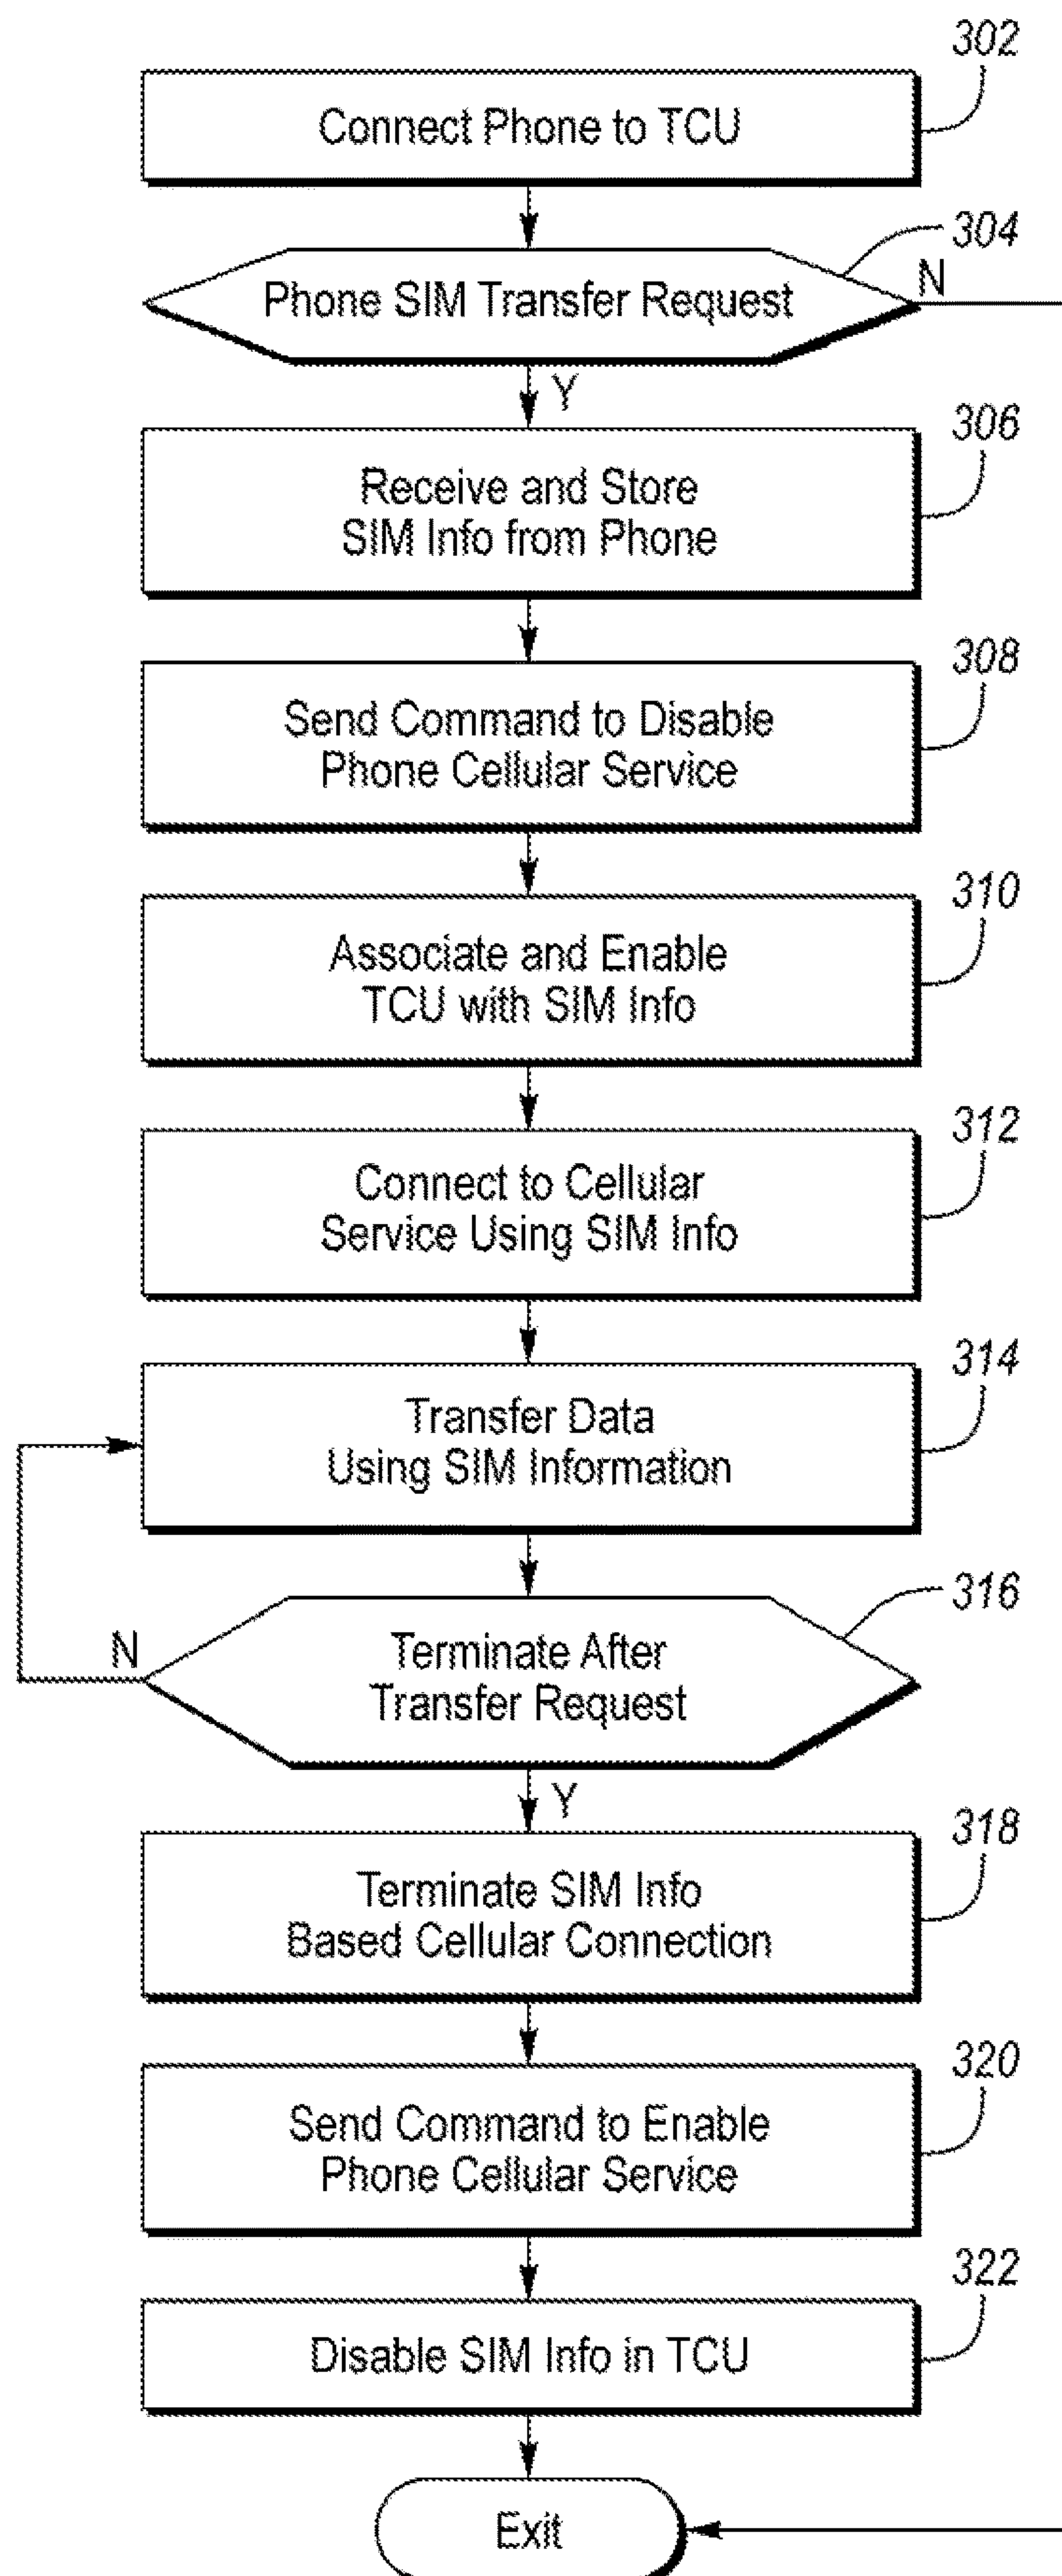 302
Connect Phone to TCU
304
Phone SIM Transfer Request
N
Y
306
Receive and Store
SIM Info from Phone
308
Send Command to Disable
Phone Cellular Service
310
Associate and Enable
TCU with SIM Info
312
Connect to Cellular
Service Using SIM Info
314
Transfer Data
Using SIM Information
316
N
Terminate After
Transfer Request
Y
318
Terminate SIM Info
Based Cellular Connection
320
Send Command to Enable
Phone Cellular Service
322
Disable SIM Info in TCU
Exit